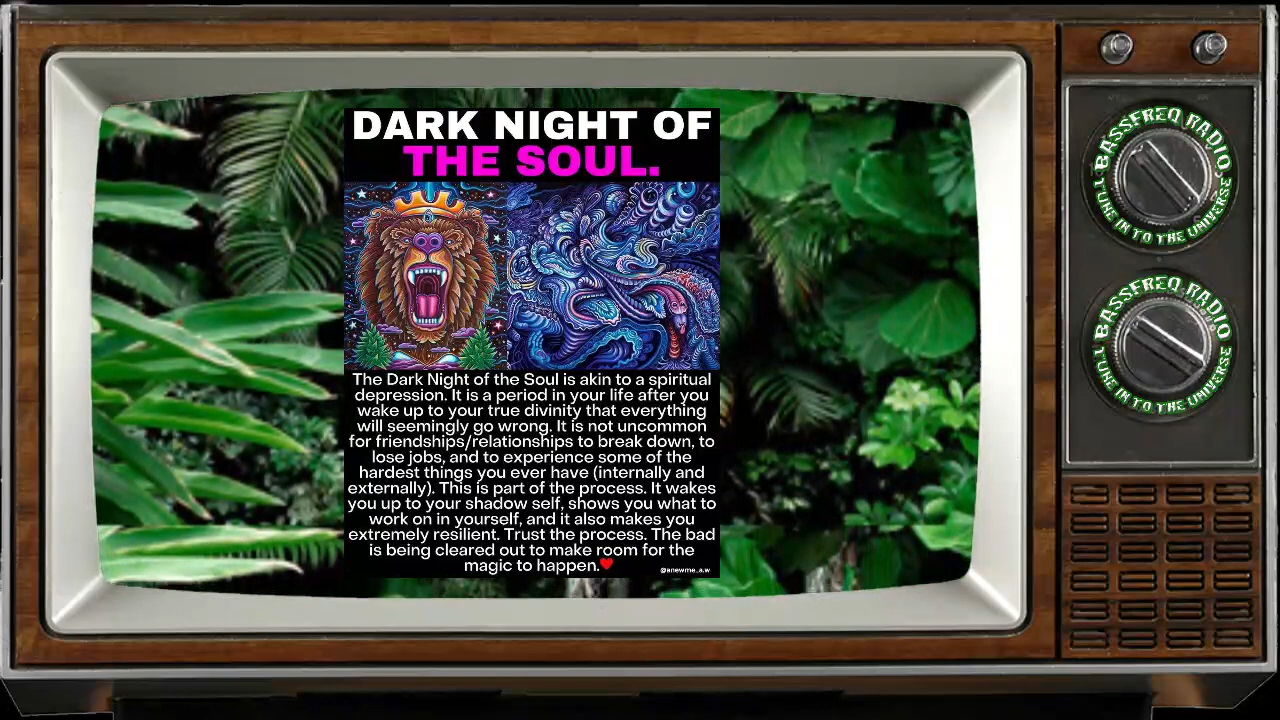 DARK NIGHT OF
THE SOUL.
The Dark Night of the Soul is akin to a spiritual
depression. It is a period in your life after you
wake up to your true divinity that everything
will seemingly go wrong. It is not uncommon
for friendships/relationships to break down, to
lose jobs, and to experience some of the
hardest things you ever have (internally and
externally). This is part of the process. It wakes
you up to your shadow self, shows you what to
work on in yourself, and it also makes you
extremely resilient. Trust the process. The bad
is being cleared out to make room for the
magic to happen.❤
@anewme_a.w
BASSFREQ RADIO
TUNE IN TO THE UNIVERSE
BASSFREQ RADIO
TUNE IN TO THE UNIVERSE